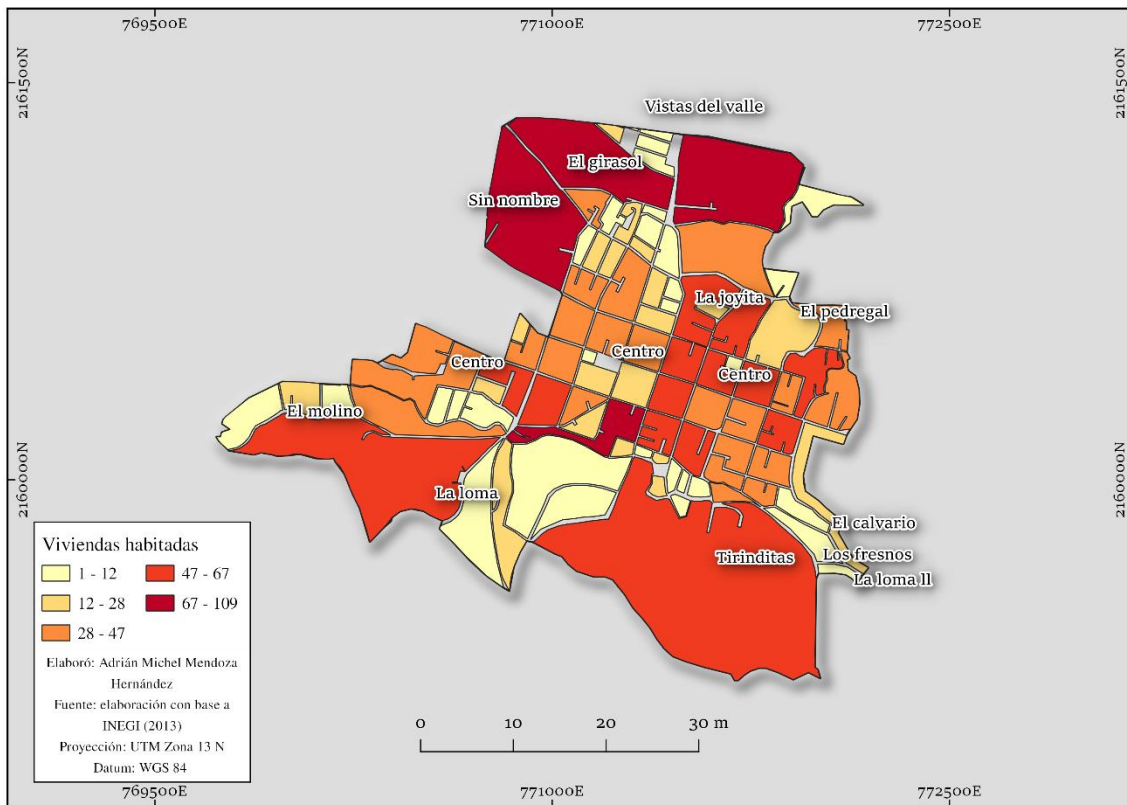 769500E
771000E
772500E
2161500N
2161500N
Vistas del valle
El girasol
Sin nombre
La joyita
El pedregal
Centro
Centro
Centro
El molino
2160000N
2160000N
La loma
El calvario
Tirinditas
Los fresnos
La loma ll
Viviendas habitadas
1 - 12
47 - 67
12 - 28
67 - 109
28 - 47
Elaboró: Adrián Michel Mendoza
Hernández
Fuente: elaboración con base a
INEGI (2013)
Proyección: UTM Zona 13 N
Datum: WGS 84
0 10 20 30 m
769500E
771000E
772500E